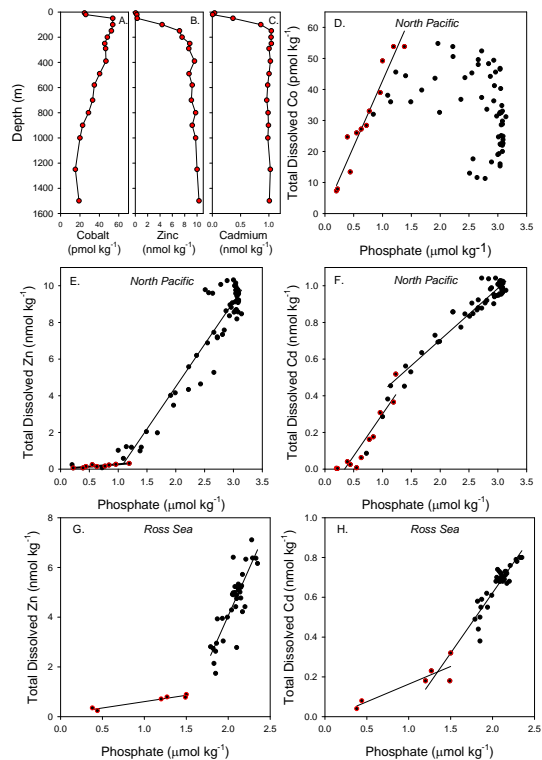 0 20 40 60
0 5 10
0.0 1.0
A.
B.
C.
0
200
400
600
800
1000
1200
1400
1600
Depth (m)
Cobalt
(pmol kg⁻¹)
Zinc
(nmol kg⁻¹)
Cadmium
(nmol kg⁻¹)
D.
North Pacific
60
50
40
30
20
10
0
Total Dissolved Co (pmol kg⁻¹)
0.0 0.5 1.0 1.5 2.0 2.5 3.0 3.5
Phosphate (μmol kg⁻¹)
E.
North Pacific
10
8
6
4
2
0
Total Dissolved Zn (nmol kg⁻¹)
0.0 0.5 1.0 1.5 2.0 2.5 3.0 3.5
Phosphate (μmol kg⁻¹)
F.
North Pacific
1.0
0.8
0.6
0.4
0.2
0.0
Total Dissolved Cd (nmol kg⁻¹)
0.0 0.5 1.0 1.5 2.0 2.5 3.0 3.5
Phosphate (μmol kg⁻¹)
G.
Ross Sea
8
6
4
2
0
Total Dissolved Zn (nmol kg⁻¹)
0.0 0.5 1.0 1.5 2.0 2.5
Phosphate (μmol kg⁻¹)
H.
Ross Sea
1.0
0.8
0.6
0.4
0.2
0.0
Total Dissolved Cd (nmol kg⁻¹)
0.0 0.5 1.0 1.5 2.0 2.5
Phosphate (μmol kg⁻¹)